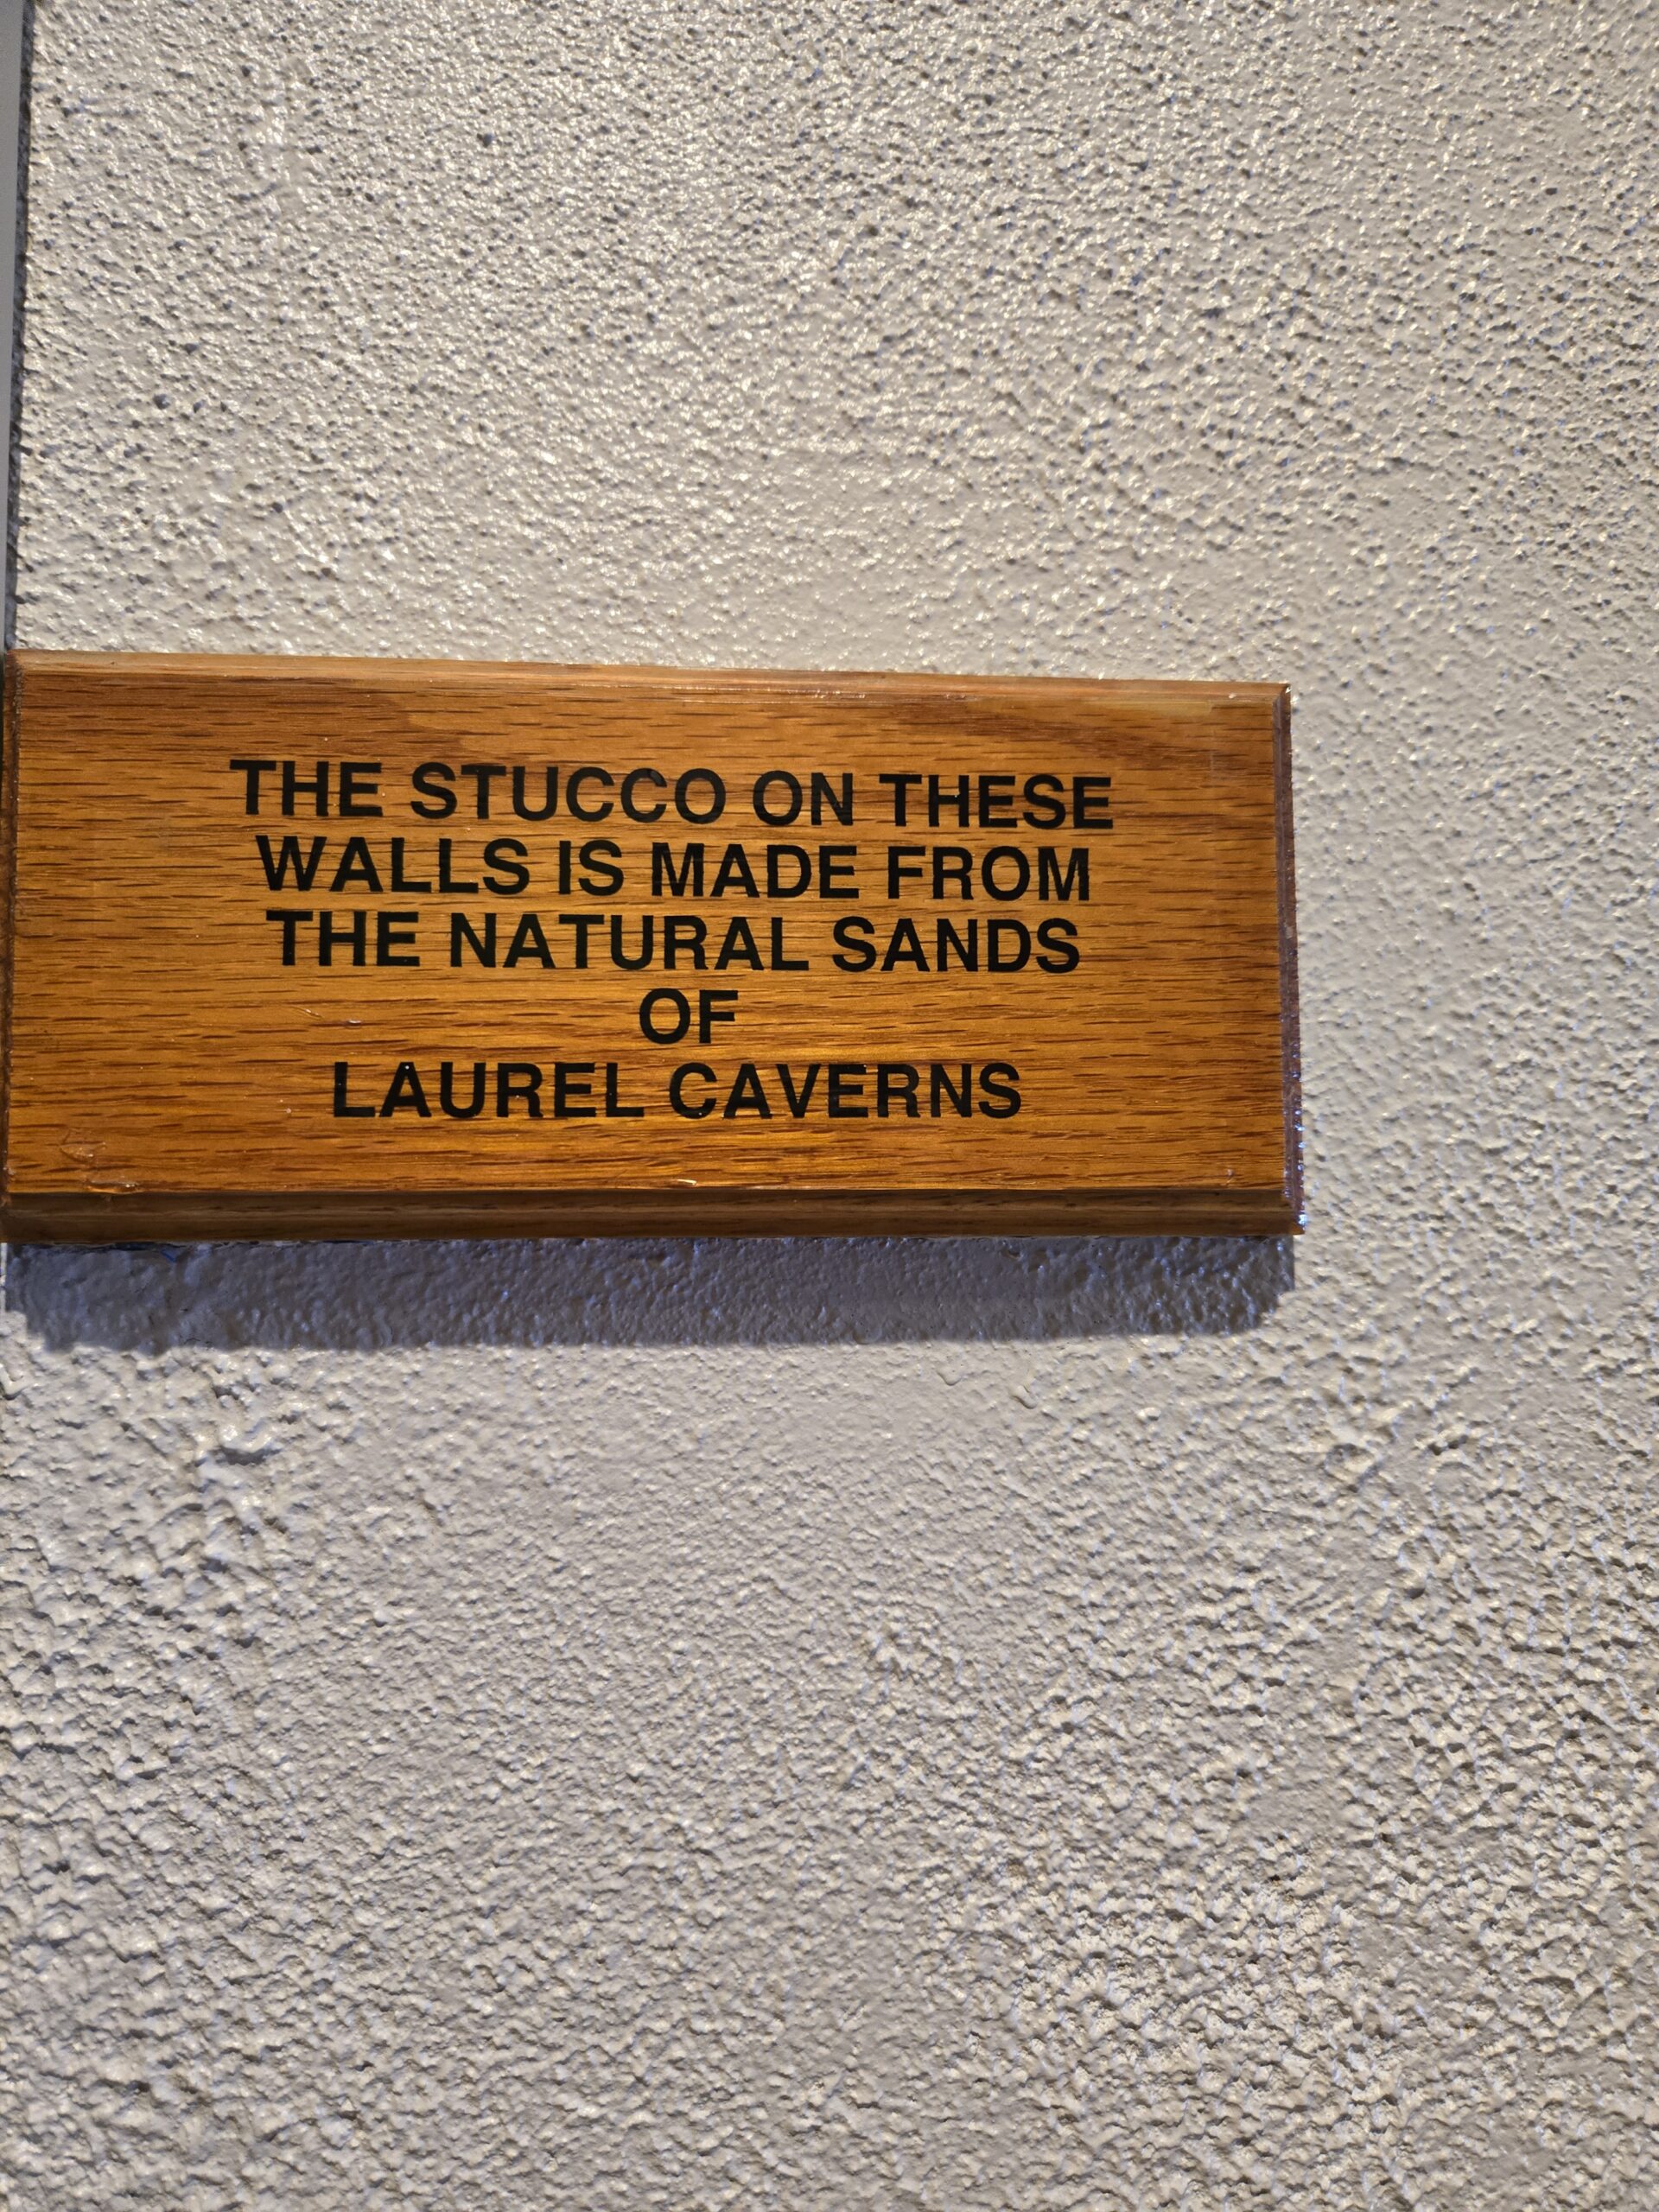 THE STUCCO ON THESE
WALLS IS MADE FROM
THE NATURAL SANDS
OF
LAUREL CAVERNS